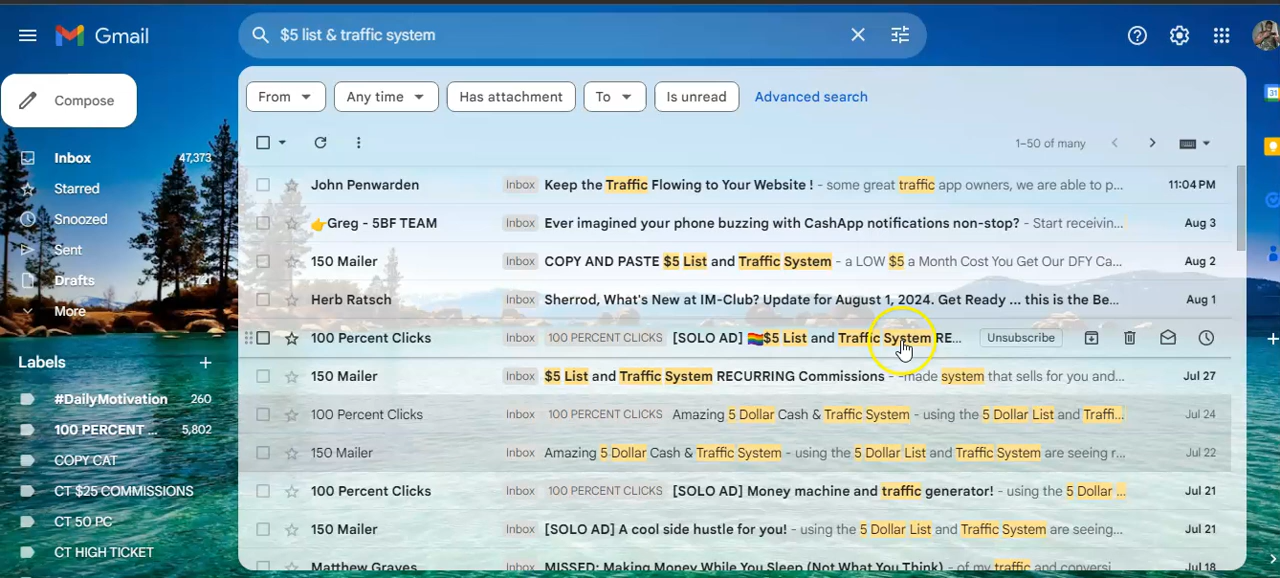 Gmail
$5 list & traffic system
Compose
From Any time Has attachment To Is unread Advanced search
1–50 of many
Inbox 47,373
Starred
Snoozed
Sent
Drafts
More
Labels
#DailyMotivation 260
100 PERCENT ... 5,802
COPY CAT
CT $25 COMMISSIONS
CT 50 PC
CT HIGH TICKET
John Penwarden Inbox Keep the Traffic Flowing to Your Website ! - some great traffic app owners, we are able to p... 11:04 PM
👉Greg - 5BF TEAM Inbox Ever imagined your phone buzzing with CashApp notifications non-stop? - Start receivin... Aug 3
150 Mailer Inbox COPY AND PASTE $5 List and Traffic System - a LOW $5 a Month Cost You Get Our DFY Ca... Aug 2
Herb Ratsch Inbox Sherrod, What's New at IM-Club? Update for August 1, 2024. Get Ready ... this is the Be... Aug 1
100 Percent Clicks Inbox 100 PERCENT CLICKS [SOLO AD] 🏳️‍🌈$5 List and Traffic System RE... Unsubscribe
150 Mailer Inbox $5 List and Traffic System RECURRING Commissions - -made system that sells for you and... Jul 27
100 Percent Clicks Inbox 100 PERCENT CLICKS Amazing 5 Dollar Cash & Traffic System - using the 5 Dollar List and Traffi... Jul 24
150 Mailer Inbox Amazing 5 Dollar Cash & Traffic System - using the 5 Dollar List and Traffic System are seeing r... Jul 22
100 Percent Clicks Inbox 100 PERCENT CLICKS [SOLO AD] Money machine and traffic generator! - using the 5 Dollar ... Jul 21
150 Mailer Inbox [SOLO AD] A cool side hustle for you! - using the 5 Dollar List and Traffic System are seeing... Jul 21
Matthew Graves Inbox MISSED: Making Money While You Sleep (Not What You Think) - of my traffic and conversi... Jul 18